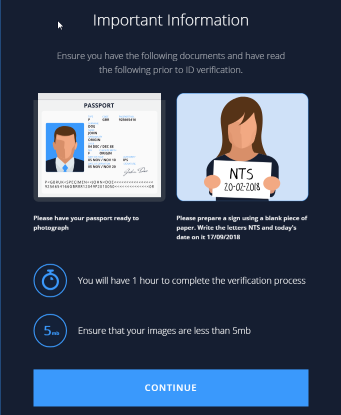 Important Information
Ensure you have the following documents and have read
the following prior to ID verification.
PASSPORT
NTS
20-02-2018
Please have your passport ready to
photograph
Please prepare a sign using a blank piece of
paper. Write the letters NTS and today's
date on it 17/09/2018
You will have 1 hour to complete the verification process
5mb
Ensure that your images are less than 5mb
CONTINUE